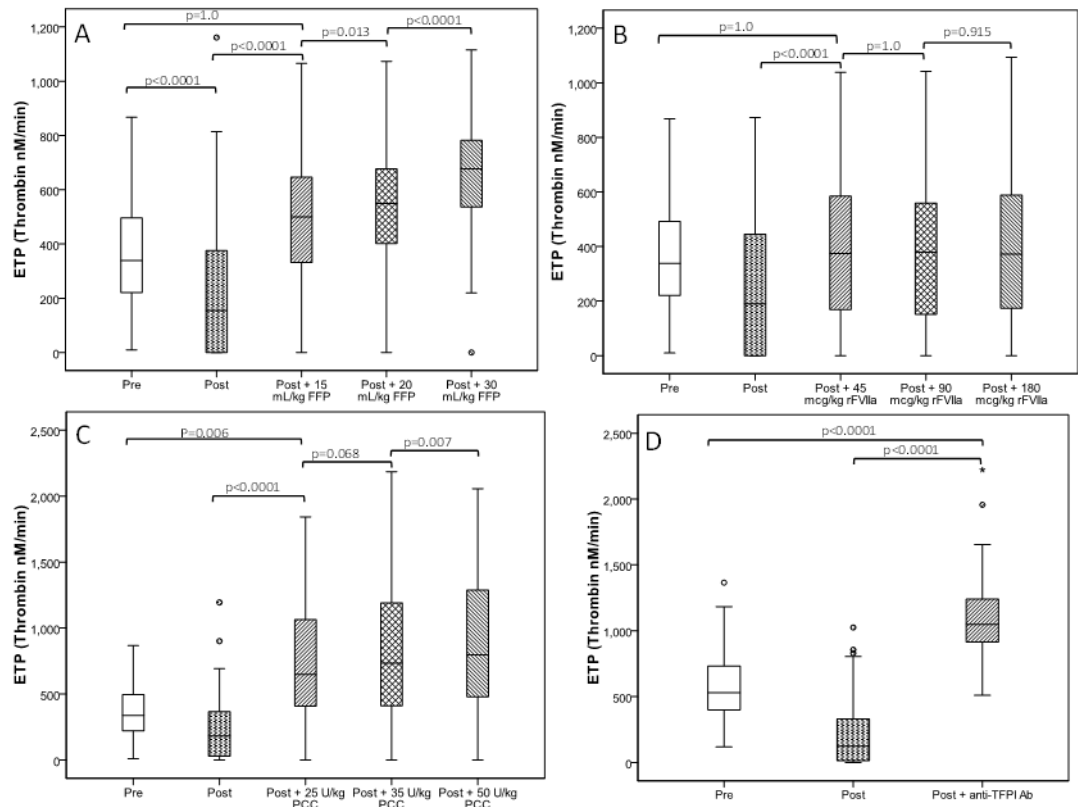 A
p=1.0
p=0.013
p<0.0001
p<0.0001
p<0.0001
ETP (Thrombin nM/min)
1,200
1,000
800
600
400
200
0
Pre
Post
Post + 15 mL/kg FFP
Post + 20 mL/kg FFP
Post + 30 mL/kg FFP
B
p=1.0
p<0.0001
p=1.0
p=0.915
ETP (Thrombin nM/min)
1,200
1,000
800
600
400
200
0
Pre
Post
Post + 45 mcg/kg rFVIIa
Post + 90 mcg/kg rFVIIa
Post + 180 mcg/kg rFVIIa
C
P=0.006
p=0.068
p=0.007
p<0.0001
ETP (Thrombin nM/min)
2,500
2,000
1,500
1,000
500
0
Pre
Post
Post + 25 U/kg PCC
Post + 35 U/kg PCC
Post + 50 U/kg PCC
D
p<0.0001
p<0.0001
*
ETP (Thrombin nM/min)
2,500
2,000
1,500
1,000
500
0
Pre
Post
Post + anti-TFPI Ab